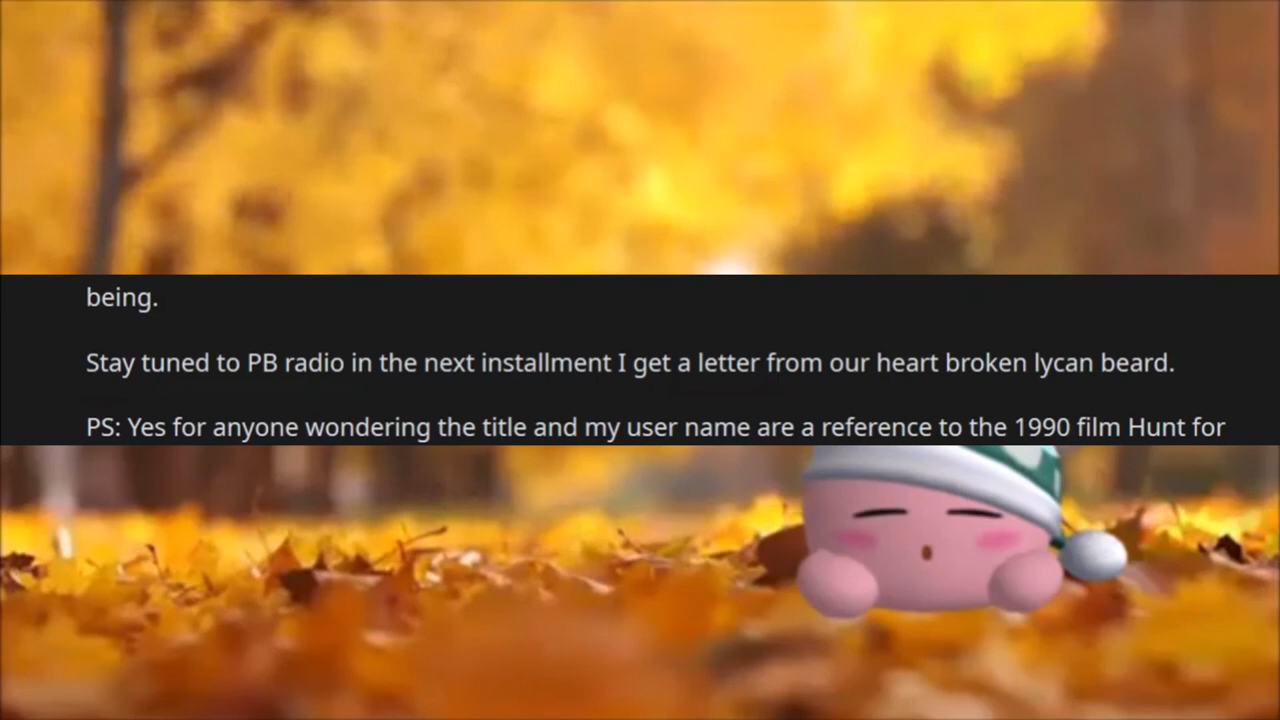 being.
Stay tuned to PB radio in the next installment I get a letter from our heart broken lycan beard.
PS: Yes for anyone wondering the title and my user name are a reference to the 1990 film Hunt for